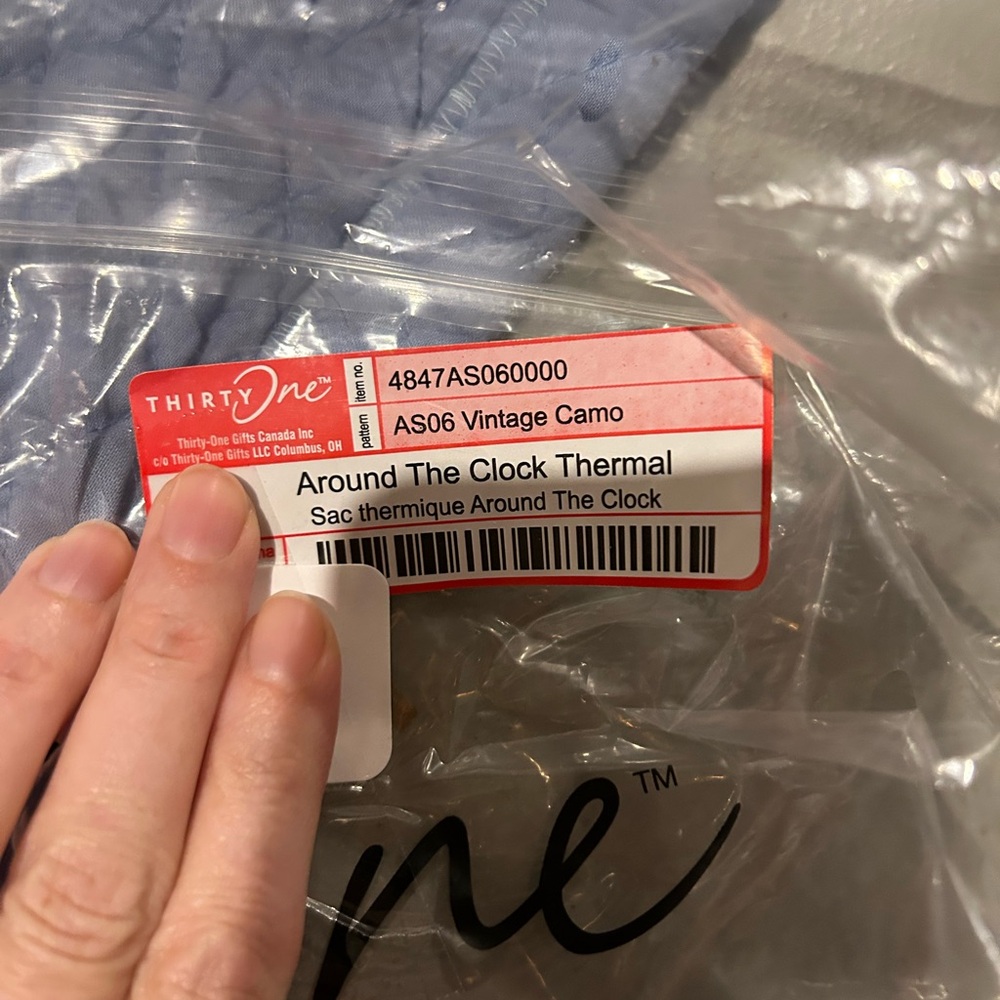 THIRTY One™
Thirty-One Gifts Canada Inc
c/o Thirty-One Gifts LLC Columbus, OH
item no.
4847AS060000
pattern
AS06 Vintage Camo
Around The Clock Thermal
Sac thermique Around The Clock
ne™